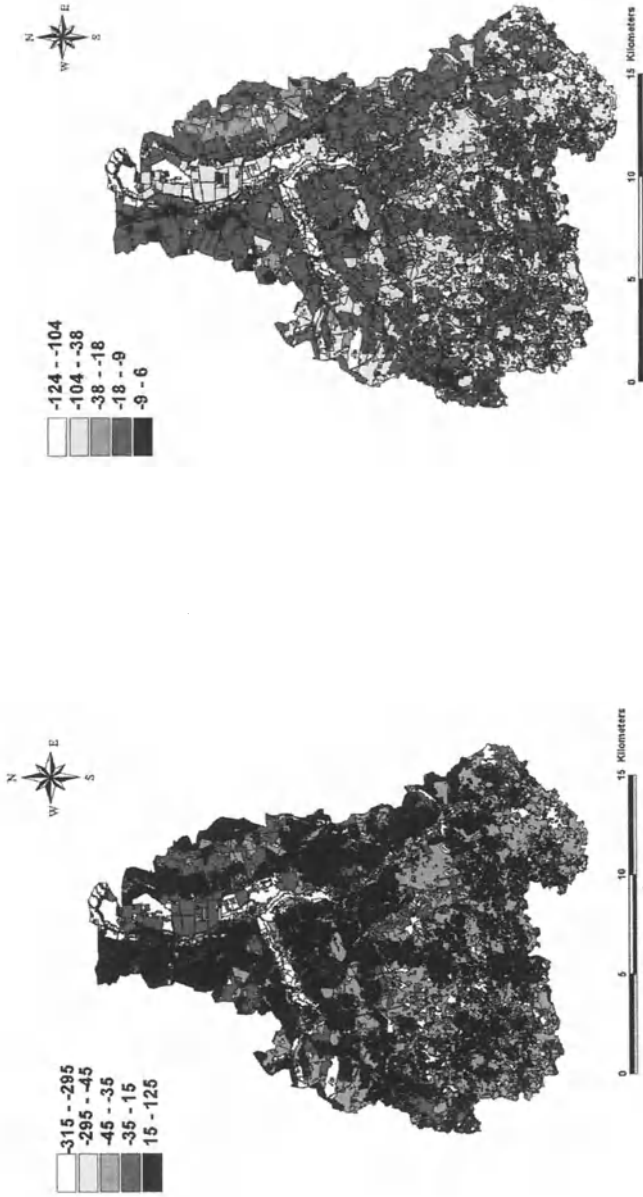 N
W E
S
-124 - -104
-104 - -38
-38 - -18
-18 - -9
-9 - 6
0 5 10 15 Kilometers
N
W E
S
-315 - -295
-295 - -45
-45 - -35
-35 - 15
15 - 125
0 5 10 15 Kilometers